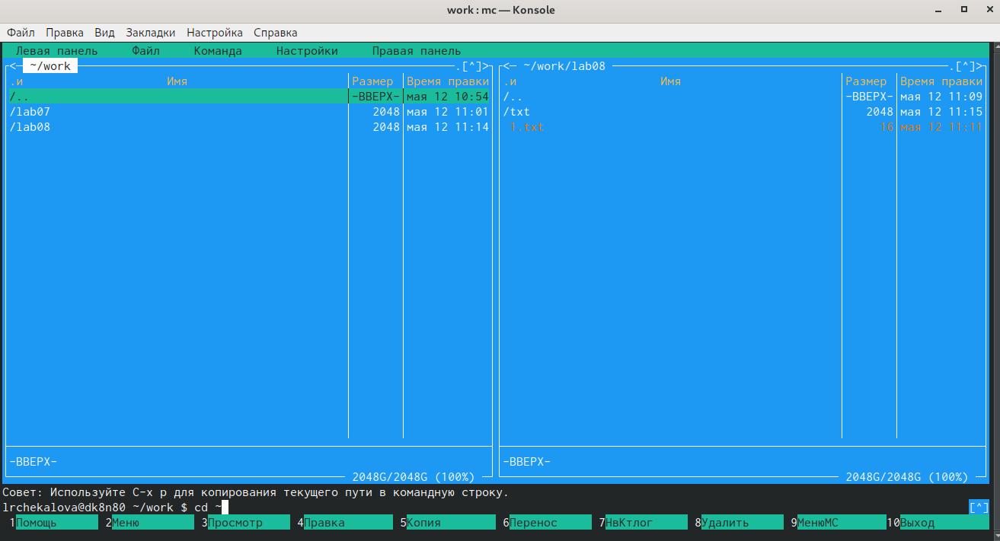 work : mc — Konsole
Файл Правка Вид Закладки Настройка Справка
Левая панель Файл Команда Настройки Правая панель
<─ ~/work ─.[^]>
<─ ~/work/lab08 ─.[^]>
.и Имя Размер Время правки
.и Имя Размер Время правки
/.. -ВВЕРХ- мая 12 10:54
/.. -ВВЕРХ- мая 12 11:09
/lab07 2048 мая 12 11:01
/txt 2048 мая 12 11:15
/lab08 2048 мая 12 11:14
1.txt 16 мая 12 11:11
-ВВЕРХ-
-ВВЕРХ-
2048G/2048G (100%)
2048G/2048G (100%)
Совет: Используйте C-x p для копирования текущего пути в командную строку.
lrchekalova@dk8n80 ~/work $ cd ~
[^]
1Помощь 2Меню 3Просмотр 4Правка 5Копия 6Перенос 7НвКтлог 8Удалить 9МенюMC 10Выход